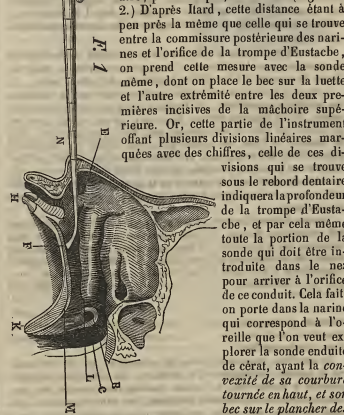 2.) D'après Itard, cette distance étant à
peu près la même que celle qui se trouve
entre la commissure postérieure des nari-
nes et l'orifice de la trompe d'Eustache,
on prend cette mesure avec la sonde
même, dont on place le bec sur la luette
et l'autre extrémité entre les deux pre-
mières incisives de la mâchoire supé-
rieure. Or, cette partie de l'instrument
offant plusieurs divisions linéaires mar-
quées avec des chiffres, celle de ces di-
visions qui se trouve
sous le rebord dentaire
indiquera la profondeur
de la trompe d'Eusta-
che, et par cela même
toute la portion de la
sonde qui doit être in-
troduite dans le nez
pour arriver à l'orifice
de ce conduit. Cela fait
on porte dans la narine
qui correspond à l'o-
reille que l'on veut ex-
plorer la sonde enduite
de cérat, ayant la con-
vexité de sa courbure
tournée en haut, et son
bec sur le plancher des
F. 1
N
E
H
F
K
L
C
B
M